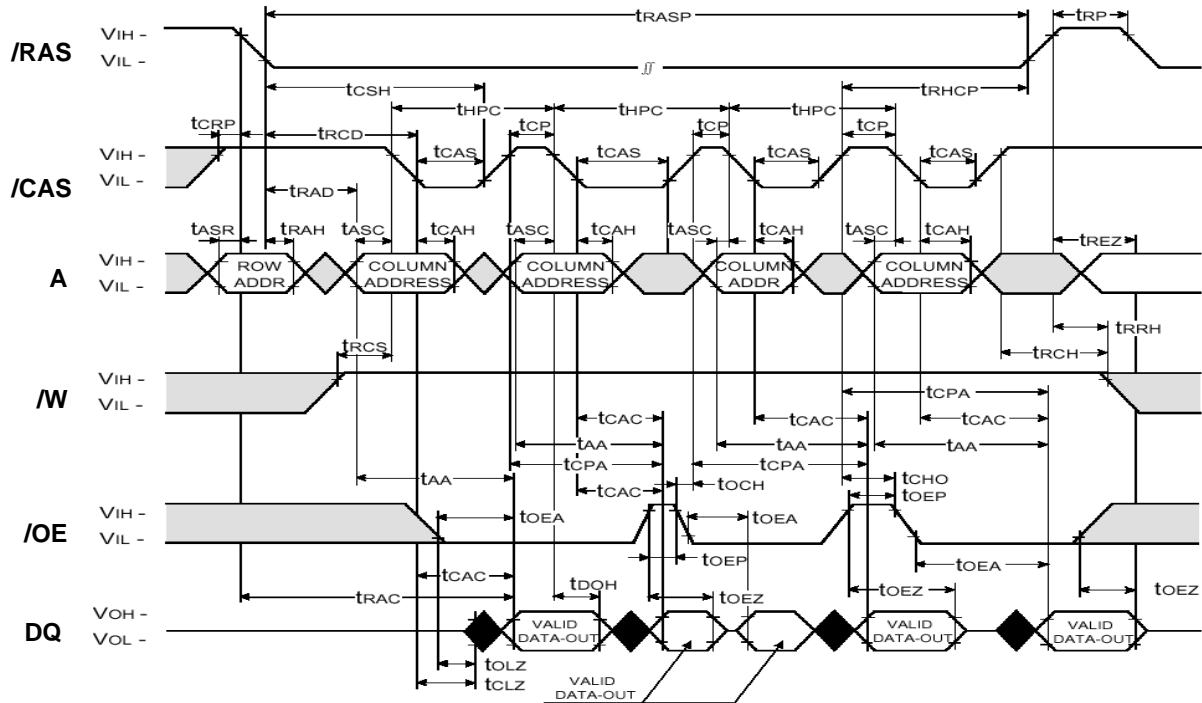 tRASP tRP
/RAS VIH - VIL -
tCSH tRHCP
tHPC tHPC tHPC
tCRP tRCD tCP tCP tCP
/CAS VIH - VIL -
tCAS tCAS tCAS tCAS
tRAD
tASR tRAH tASC tCAH tASC tCAH tASC tCAH tASC tCAH tREZ
A VIH - VIL -
ROW ADDR
COLUMN ADDRESS
COLUMN ADDRESS
COLUMN ADDR
COLUMN ADDRESS
tRRH
tRCS tRCH
/W VIH - VIL -
tCPA
tCAC tCAC tCAC
tAA tAA tAA
tCPA tCPA
tAA tCAC tOCH tCHO
tOEP
/OE VIH - VIL -
tOEA tOEA
tOEP tOEA
tCAC tDOH tOEZ tOEZ
tRAC tOEZ
DQ VOH - VOL -
VALID DATA-OUT
VALID DATA-OUT
VALID DATA-OUT
tOLZ
tCLZ
VALID
DATA-OUT